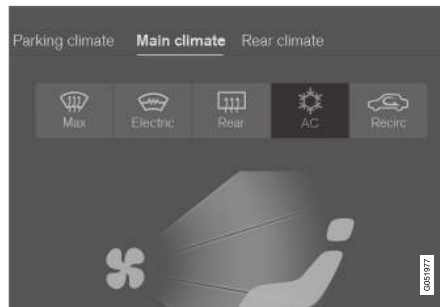 Parking climate Main climate Rear climate
Max Electric Rear AC Recirc
G051977